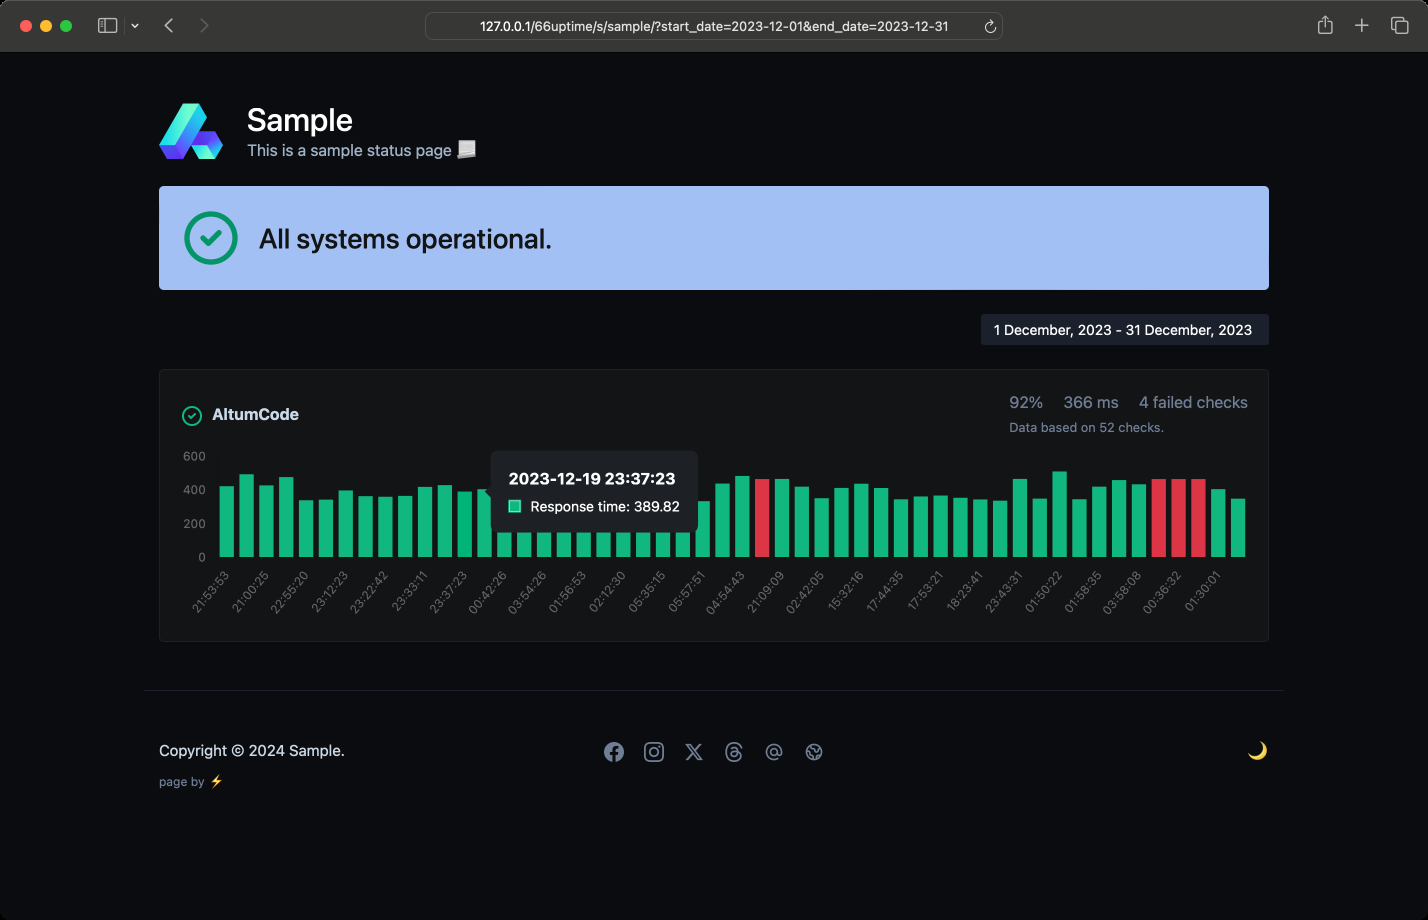 127.0.0.1/66uptime/s/sample/?start_date=2023-12-01&end_date=2023-12-31
Sample
This is a sample status page
All systems operational.
1 December, 2023 - 31 December, 2023
AltumCode
92% 366 ms 4 failed checks
Data based on 52 checks.
600
400
200
0
2023-12-19 23:37:23
Response time: 389.82
21:53:53 21:00:25 22:55:20 23:12:23 23:22:42 23:33:11 23:37:23 00:42:26 03:54:26 01:56:53 02:12:30 05:35:15 05:57:51 04:54:43 21:09:09 02:42:05 15:32:16 17:44:35 17:53:21 18:23:41 23:43:31 01:50:22 01:58:35 03:58:08 00:36:32 01:30:01
Copyright © 2024 Sample.
page by ⚡